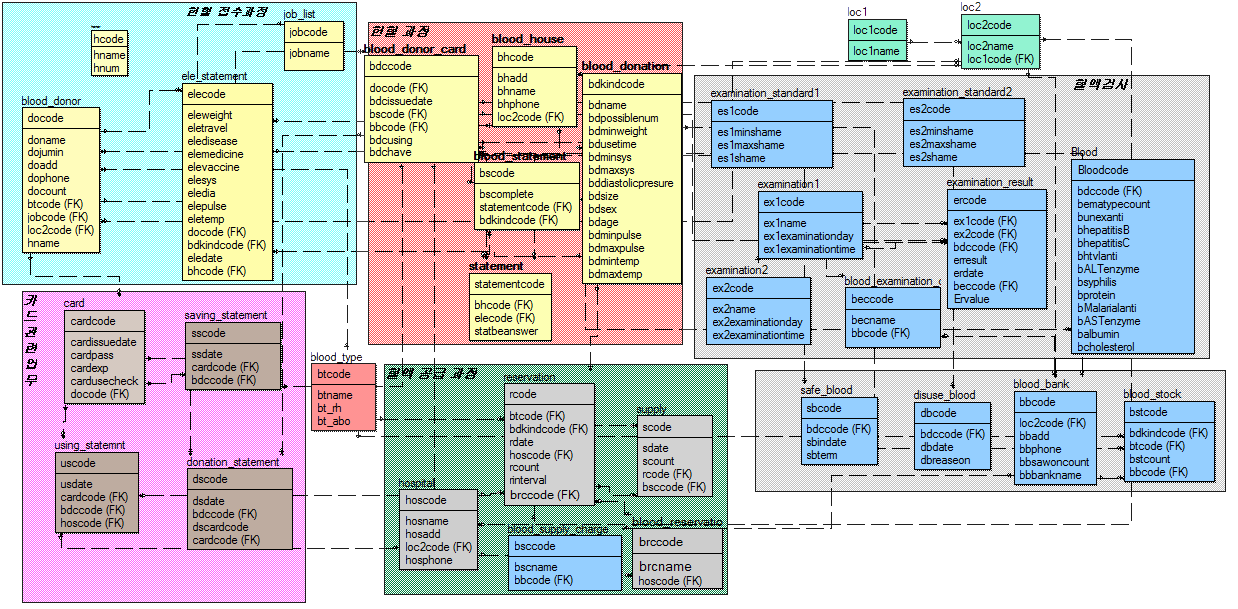 헌혈 접수과정
hcode
hname
hnum
job_list
jobcode
jobname
blood_donor
docode
doname
dojumin
doadd
dophone
docount
btcode (FK)
jobcode (FK)
loc2code (FK)
hname
ele_statement
elecode
eleweight
eletravel
eledisease
elemedicine
elevaccine
elesys
eledia
elepulse
eletemp
docode (FK)
bdkindcode (FK)
eledate
bhcode (FK)
헌혈 과정
blood_donor_card
bdccode
docode (FK)
bdcissuedate
bscode (FK)
bbcode (FK)
bdcusing
bdchave
blood_house
bhcode
bhadd
bhname
bhphone
loc2code (FK)
blood_statement
bscode
bscomplete
statementcode (FK)
bdkindcode (FK)
statement
statementcode
bhcode (FK)
elecode (FK)
statbeanswer
blood_donation
bdkindcode
bdname
bdpossiblenum
bdminweight
bdusetime
bdminsys
bdmaxsys
bddiastolicpresure
bdsize
bdsex
bdage
bdminpulse
bdmaxpulse
bdmintemp
bdmaxtemp
loc1
loc1code
loc1name
loc2
loc2code
loc2name
loc1code (FK)
혈액검사
examination_standard1
es1code
es1minshame
es1maxshame
es1shame
examination_standard2
es2code
es2minshame
es2maxshame
es2shame
examination1
ex1code
ex1name
ex1examinationday
ex1examinationtime
examination2
ex2code
ex2name
ex2examinationday
ex2examinationtime
examination_result
ercode
ex1code (FK)
ex2code (FK)
bdccode (FK)
erresult
erdate
beccode (FK)
Ervalue
blood_examination_c
beccode
becname
bbcode (FK)
Blood
Bloodcode
bdccode (FK)
bematypecount
bunexanti
bhepatitisB
bhepatitisC
bhtvlanti
bALTenzyme
bsyphilis
bprotein
bMalarialanti
bASTenzyme
balbumin
bcholesterol
카드관련업무
card
cardcode
cardissuedate
cardpass
cardexp
cardusecheck
docode (FK)
saving_statement
sscode
ssdate
cardcode (FK)
bdccode (FK)
using_statemnt
uscode
usdate
cardcode (FK)
bdccode (FK)
hoscode (FK)
donation_statement
dscode
dsdate
bdccode (FK)
dscardcode
cardcode (FK)
blood_type
btcode
btname
bt_rh
bt_abo
혈액 공급 과정
reservation
rcode
btcode (FK)
bdkindcode (FK)
rdate
hoscode (FK)
rcount
rinterval
brccode (FK)
supply
scode
sdate
scount
rcode (FK)
bsccode (FK)
hospital
hoscode
hosname
hosadd
loc2code (FK)
hosphone
blood_supply_charge
bsccode
bscname
bbcode (FK)
blood_reservatio
brccode
brcname
hoscode (FK)
safe_blood
sbcode
bdccode (FK)
sbindate
sbterm
disuse_blood
dbcode
bdccode (FK)
dbdate
dbreaseon
blood_bank
bbcode
loc2code (FK)
bbadd
bbphone
bbsawoncount
bbbankname
blood_stock
bstcode
bdkindcode (FK)
btcode (FK)
bstcount
bbcode (FK)